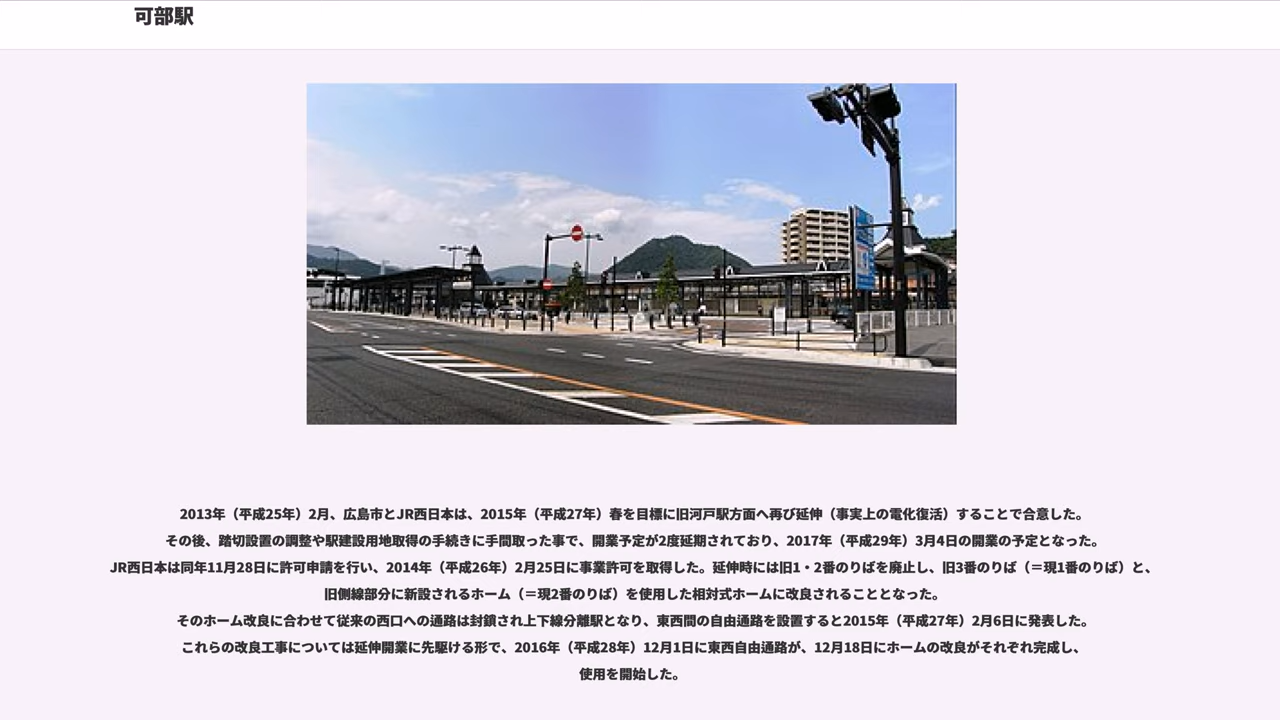 可部駅
2013年（平成25年）2月、広島市とJR西日本は、2015年（平成27年）春を目標に旧河戸駅方面へ再び延伸（事実上の電化復活）することで合意した。
その後、踏切設置の調整や駅建設用地取得の手続きに手間取った事で、開業予定が2度延期されており、2017年（平成29年）3月4日の開業の予定となった。
JR西日本は同年11月28日に許可申請を行い、2014年（平成26年）2月25日に事業許可を取得した。延伸時には旧1・2番のりばを廃止し、旧3番のりば（＝現1番のりば）と、
旧側線部分に新設されるホーム（＝現2番のりば）を使用した相対式ホームに改良されることとなった。
そのホーム改良に合わせて従来の西口への通路は封鎖され上下線分離駅となり、東西間の自由通路を設置すると2015年（平成27年）2月6日に発表した。
これらの改良工事については延伸開業に先駆ける形で、2016年（平成28年）12月1日に東西自由通路が、12月18日にホームの改良がそれぞれ完成し、
使用を開始した。